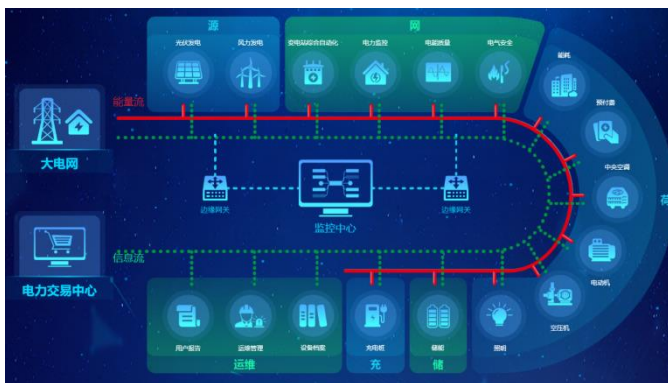 源
网
光伏发电
风力发电
变电站综合自动化
电力监控
电能质量
电气安全
能耗
预付费
中央空调
荷
电动机
空压机
大电网
能量流
边缘网关
监控中心
边缘网关
电力交易中心
信息流
用户报告
运维管理
设备档案
充电桩
储能
照明
运维
充
储